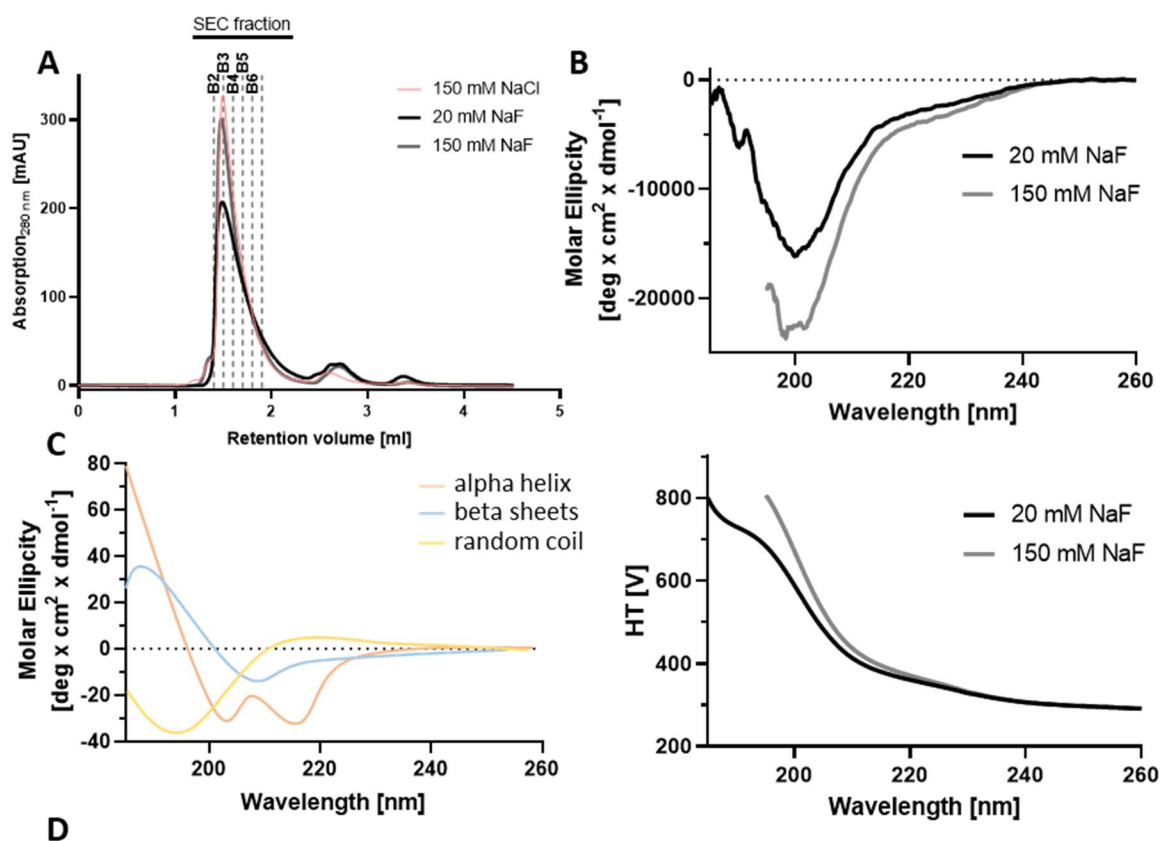 SEC fraction
A
B2
B3
B4
B5
B6
150 mM NaCl
20 mM NaF
150 mM NaF
Absorption280 nm [mAU]
300
200
100
0
0 1 2 3 4 5
Retention volume [ml]
B
Molar Ellipcity
[deg x cm² x dmol⁻¹]
0
-10000
-20000
20 mM NaF
150 mM NaF
200 220 240 260
Wavelength [nm]
C
Molar Ellipcity
[deg x cm² x dmol⁻¹]
80
60
40
20
0
-20
-40
alpha helix
beta sheets
random coil
200 220 240 260
Wavelength [nm]
HT [V]
800
600
400
200
20 mM NaF
150 mM NaF
200 220 240 260
Wavelength [nm]
D